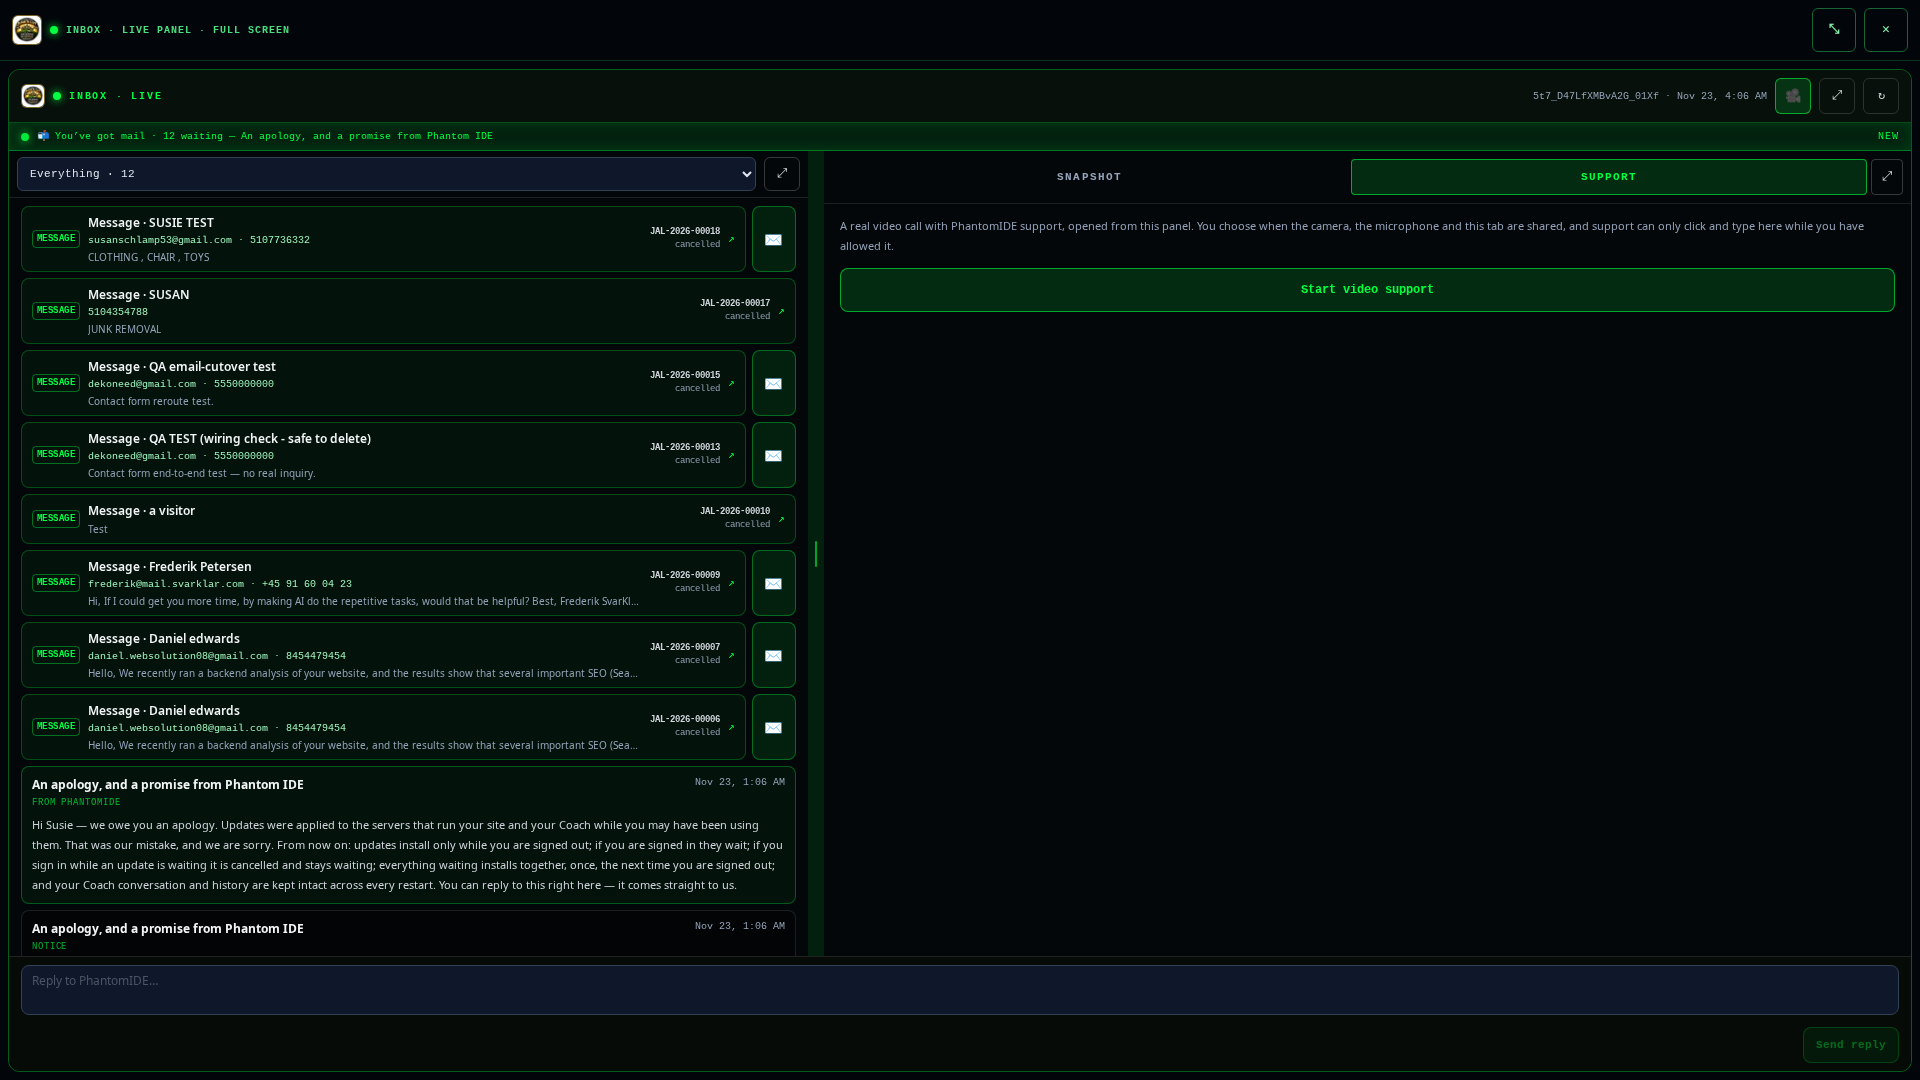 INBOX · LIVE PANEL · FULL SCREEN
INBOX · LIVE
5t7_D47LfXMBvA2G_01Xf · Nov 23, 4:06 AM
You've got mail · 12 waiting — An apology, and a promise from Phantom IDE
NEW
Everything · 12
MESSAGE
Message · SUSIE TEST
susanschlamp53@gmail.com · 5107736332
CLOTHING , CHAIR , TOYS
JAL-2026-00018
cancelled
MESSAGE
Message · SUSAN
5104354788
JUNK REMOVAL
JAL-2026-00017
cancelled
MESSAGE
Message · QA email-cutover test
dekoneed@gmail.com · 5550000000
Contact form reroute test.
JAL-2026-00015
cancelled
MESSAGE
Message · QA TEST (wiring check - safe to delete)
dekoneed@gmail.com · 5550000000
Contact form end-to-end test — no real inquiry.
JAL-2026-00013
cancelled
MESSAGE
Message · a visitor
Test
JAL-2026-00010
cancelled
MESSAGE
Message · Frederik Petersen
frederik@mail.svarklar.com · +45 91 60 04 23
Hi, If I could get you more time, by making AI do the repetitive tasks, would that be helpful? Best, Frederik SvarKl...
JAL-2026-00009
cancelled
MESSAGE
Message · Daniel edwards
daniel.websolution08@gmail.com · 8454479454
Hello, We recently ran a backend analysis of your website, and the results show that several important SEO (Sea...
JAL-2026-00007
cancelled
MESSAGE
Message · Daniel edwards
daniel.websolution08@gmail.com · 8454479454
Hello, We recently ran a backend analysis of your website, and the results show that several important SEO (Sea...
JAL-2026-00006
cancelled
An apology, and a promise from Phantom IDE
Nov 23, 1:06 AM
FROM PHANTOMIDE
Hi Susie — we owe you an apology. Updates were applied to the servers that run your site and your Coach while you may have been using
them. That was our mistake, and we are sorry. From now on: updates install only while you are signed out; if you are signed in they wait; if you
sign in while an update is waiting it is cancelled and stays waiting; everything waiting installs together, once, the next time you are signed out;
and your Coach conversation and history are kept intact across every restart. You can reply to this right here — it comes straight to us.
An apology, and a promise from Phantom IDE
Nov 23, 1:06 AM
NOTICE
SNAPSHOT
SUPPORT
A real video call with PhantomIDE support, opened from this panel. You choose when the camera, the microphone and this tab are shared, and support can only click and type here while you have
allowed it.
Start video support
Reply to PhantomIDE...
Send reply